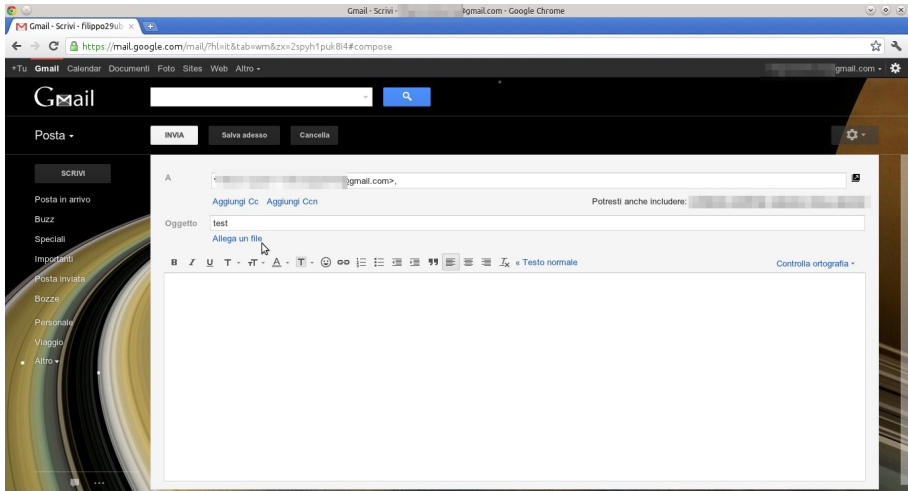 Gmail - Scrivi - @gmail.com - Google Chrome
Gmail - Scrivi - filippo29ub
https://mail.google.com/mail/?hl=it&tab=wm&zx=2spyh1puk8i4#compose
+Tu Gmail Calendar Documenti Foto Sites Web Altro gmail.com
Gmail
Posta INVIA Salva adesso Cancella
SCRIVI
Posta in arrivo
Buzz
Speciali
Importanti
Posta inviata
Bozze
Personale
Viaggio
Altro
A @gmail.com>,
Aggiungi Cc Aggiungi Ccn Potresti anche includere:
Oggetto test
Allega un file
B I U T T A T « Testo normale Controlla ortografia